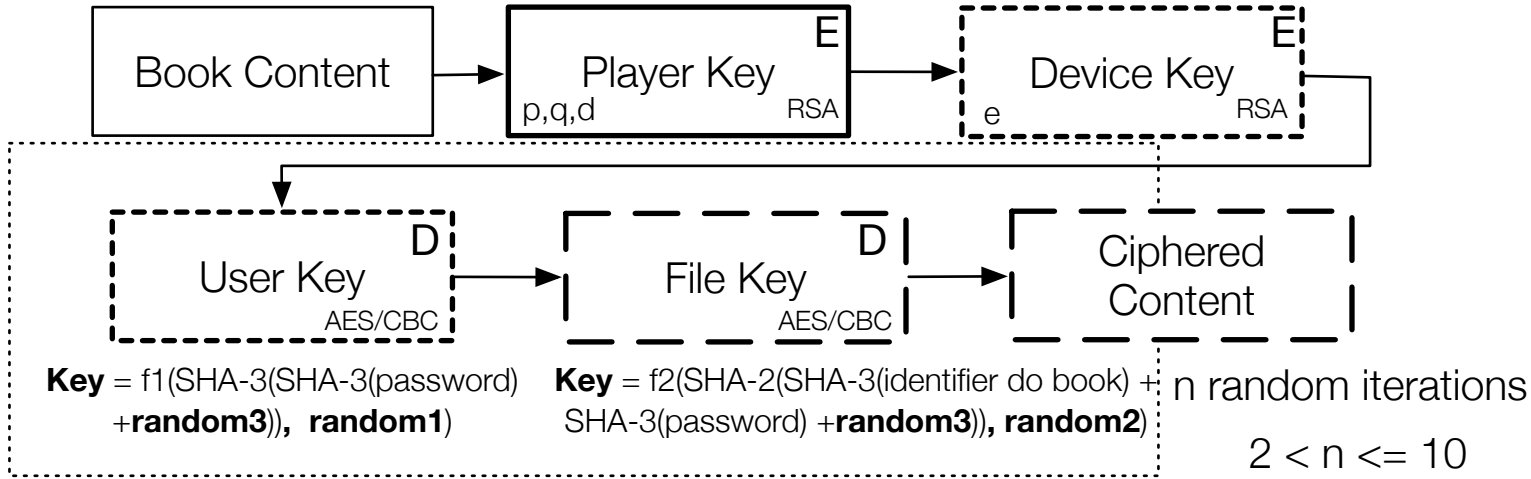 Book Content
E
Player Key
p,q,d
RSA
E
Device Key
e
RSA
D
User Key
AES/CBC
D
File Key
AES/CBC
Ciphered
Content
Key = f1(SHA-3(SHA-3(password)
+random3)), random1)
Key = f2(SHA-2(SHA-3(identifier do book) +
SHA-3(password) +random3)), random2)
n random iterations
2 < n <= 10